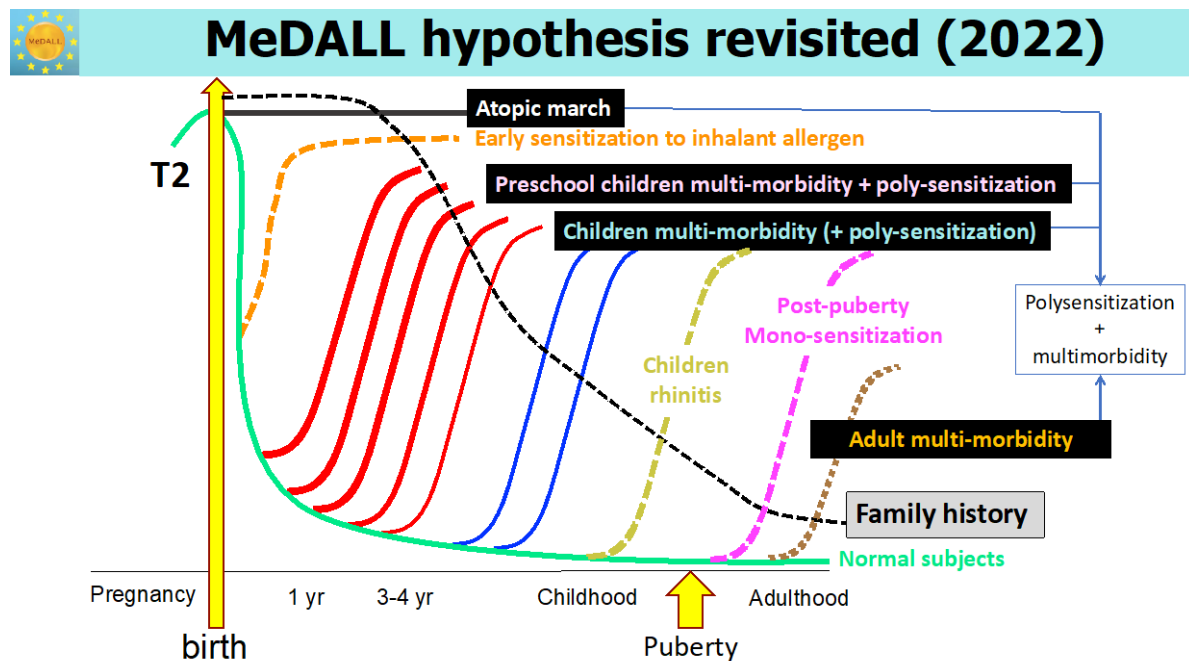 MeDALL
MeDALL hypothesis revisited (2022)
Atopic march
Early sensitization to inhalant allergen
T2
Preschool children multi-morbidity + poly-sensitization
Children multi-morbidity (+ poly-sensitization)
Post-puberty
Mono-sensitization
Polysensitization
+
multimorbidity
Children
rhinitis
Adult multi-morbidity
Family history
Normal subjects
Pregnancy
1 yr
3-4 yr
Childhood
Adulthood
birth
Puberty